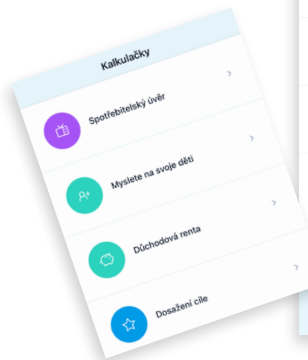 Kalkulačky
Spotřebitelský úvěr
Myslete na svoje děti
Důchodová renta
Dosažení cíle